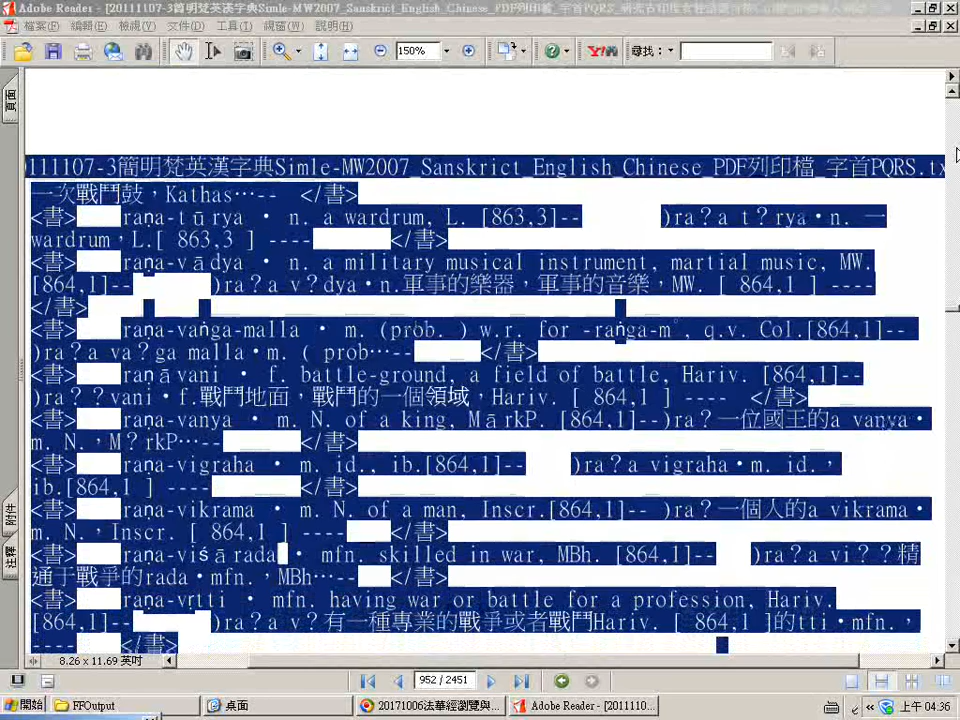 Adobe Reader - [20111107-3簡明梵英漢字典Simle-MW2007_Sanskrict_English_Chinese_PDF列印檔_字首PQRS
檔案(F) 編輯(E) 檢視(V) 文件(D) 工具(T) 視窗(W) 說明(H)
150% 尋找：
頁面
111107-3簡明梵英漢字典Simle-MW2007_Sanskrict_English_Chinese_PDF列印檔_字首PQRS.tx
一次戰鬥鼓，Kathas…-- </書>
<書> raṇa-tūrya • n. a wardrum, L. [863,3]-- )ra？a t？rya•n. 一
wardrum，L.[ 863,3 ] ---- </書>
<書> raṇa-vādya • n. a military musical instrument, martial music, MW.
[864,1]-- )ra？a v？dya•n.軍事的樂器，軍事的音樂，MW. [ 864,1 ] ----
</書>
<書> raṇa-vaṅga-malla • m. (prob. ) w.r. for -raṅga-m˚, q.v. Col.[864,1]--
)ra？a va？ga malla•m. ( prob…-- </書>
<書> raṇāvani • f. battle-ground, a field of battle, Hariv. [864,1]--
)ra？？vani•f.戰鬥地面，戰鬥的一個領域，Hariv. [ 864,1 ] ---- </書>
<書> raṇa-vanya • m. N. of a king, MārkP. [864,1]--)ra？一位國王的a vanya•
m. N.，M？rkP…-- </書>
<書> raṇa-vigraha • m. id., ib.[864,1]-- )ra？a vigraha•m. id.，
ib.[864,1 ] ---- </書>
<書> raṇa-vikrama • m. N. of a man, Inscr.[864,1]-- )ra？一個人的a vikrama•
m. N.，Inscr. [ 864,1 ] ---- </書>
<書> raṇa-viśārada • mfn. skilled in war, MBh. [864,1]-- )ra？a vi？？精
通于戰爭的rada•mfn.，MBh…-- </書>
<書> raṇa-vṛtti • mfn. having war or battle for a profession, Hariv.
[864,1]-- )ra？a v？有一種專業的戰爭或者戰鬥Hariv. [ 864,1 ]的tti•mfn.，
---- </書>
附件
注釋
8.26 x 11.69 英吋
952 / 2451
開始 FFOutput 桌面 20171006法華經瀏覽與... Adobe Reader - [20111... 上午 04:36